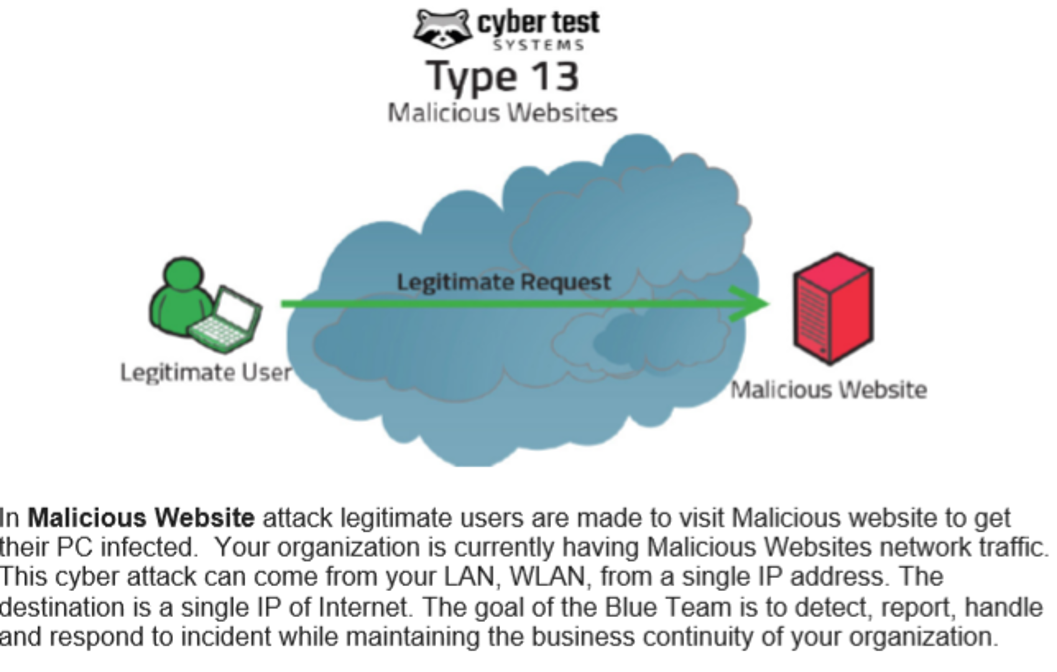 cyber test
SYSTEMS
Type 13
Malicious Websites
Legitimate Request
Legitimate User
Malicious Website
In Malicious Website attack legitimate users are made to visit Malicious website to get
their PC infected.  Your organization is currently having Malicious Websites network traffic.
This cyber attack can come from your LAN, WLAN, from a single IP address. The
destination is a single IP of Internet. The goal of the Blue Team is to detect, report, handle
and respond to incident while maintaining the business continuity of your organization.